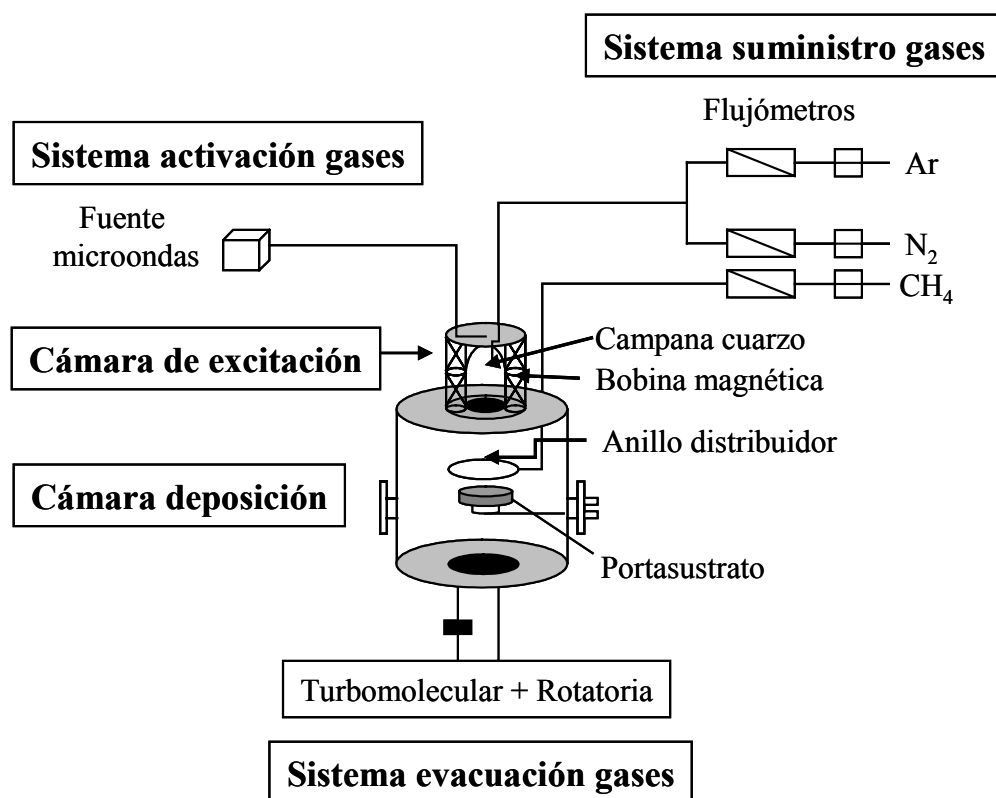 Sistema suministro gases
Flujómetros
Sistema activación gases
Ar
Fuente
microondas
N₂
CH₄
Cámara de excitación
Campana cuarzo
Bobina magnética
Anillo distribuidor
Cámara deposición
Portasustrato
Turbomolecular + Rotatoria
Sistema evacuación gases